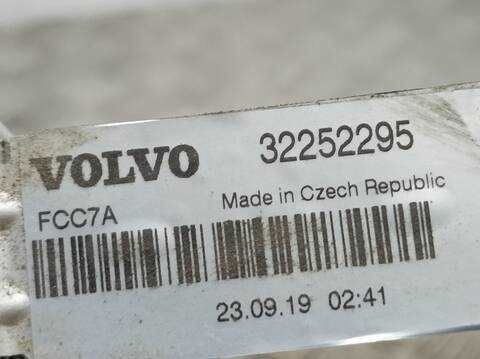 VOLVO 32252295
FCC7A Made in Czech Republic
23.09.19 02:41